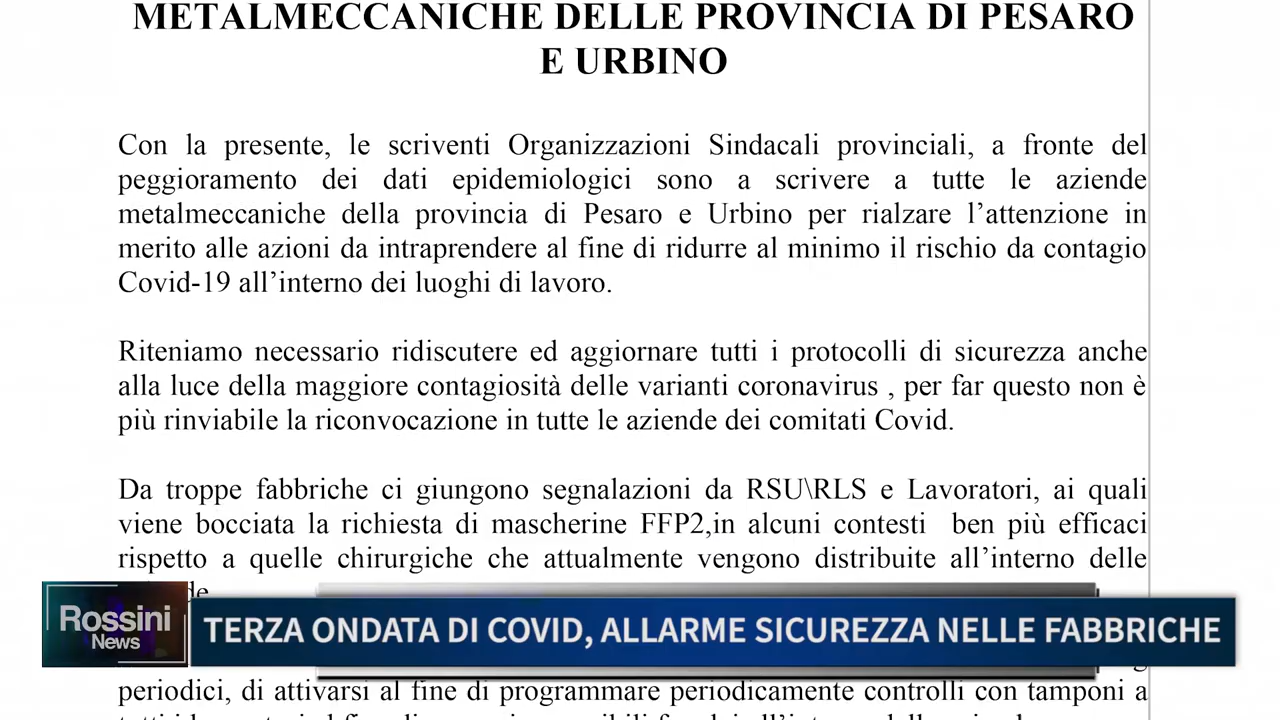 METALMECCANICHE DELLE PROVINCIA DI PESARO
E URBINO
Con la presente, le scriventi Organizzazioni Sindacali provinciali, a fronte del
peggioramento dei dati epidemiologici sono a scrivere a tutte le aziende
metalmeccaniche della provincia di Pesaro e Urbino per rialzare l’attenzione in
merito alle azioni da intraprendere al fine di ridurre al minimo il rischio da contagio
Covid-19 all’interno dei luoghi di lavoro.
Riteniamo necessario ridiscutere ed aggiornare tutti i protocolli di sicurezza anche
alla luce della maggiore contagiosità delle varianti coronavirus , per far questo non è
più rinviabile la riconvocazione in tutte le aziende dei comitati Covid.
Da troppe fabbriche ci giungono segnalazioni da RSU\RLS e Lavoratori, ai quali
viene bocciata la richiesta di mascherine FFP2,in alcuni contesti ben più efficaci
rispetto a quelle chirurgiche che attualmente vengono distribuite all’interno delle
Rossini
News
TERZA ONDATA DI COVID, ALLARME SICUREZZA NELLE FABBRICHE
periodici, di attivarsi al fine di programmare periodicamente controlli con tamponi a